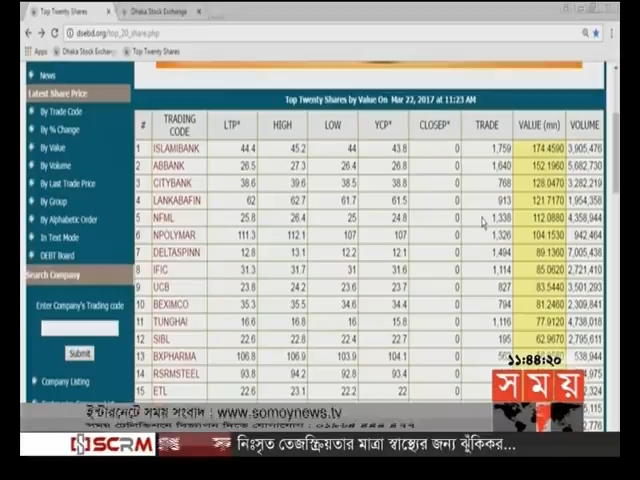 Top Twenty Shares
Dhaka Stock Exchange
dsebd.org/top_20_share.php
Apps Dhaka Stock Exchan Top Twenty Shares
News
Latest Share Price
By Trade Code
By % Change
By Value
By Volume
By Last Trade Price
By Group
By Alphabetic Order
In Text Mode
DEBT Board
Search Company
Enter Company's Trading code
Submit
Company Listing
Top Twenty Shares by Value On Mar 22, 2017 at 11:23 AM
# TRADING CODE LTP* HIGH LOW YCP* CLOSEP* TRADE VALUE (mn) VOLUME
1 ISLAMIBANK 44.4 45.2 44 43.8 0 1,759 174.4590 3,905,476
2 ABBANK 26.5 27.3 26.4 26.8 0 1,640 152.1960 5,682,730
3 CITYBANK 38.6 39.6 38.5 38.8 0 768 128.0470 3,282,219
4 LANKABAFIN 62 62.7 61.7 61.5 0 913 121.7170 1,954,358
5 NFML 25.8 26.4 25 24.8 0 1,338 112.0880 4,358,944
6 NPOLYMAR 111.3 112.1 107 107 0 1,326 104.1530 942,464
7 DELTASPINN 12.8 13.1 12.2 12.1 0 1,494 89.1360 7,005,438
8 IFIC 31.3 31.7 31 31.6 0 1,114 85.0620 2,721,410
9 UCB 23.8 24.2 23.6 23.7 0 827 83.5440 3,501,293
10 BEXIMCO 35.3 35.5 34.6 34.4 0 794 81.2460 2,309,841
11 TUNGHAI 16.6 16.8 16 15.8 0 1,116 77.9120 4,738,018
12 SIBL 22.6 22.8 22.4 22.7 0 195 62.9670 2,795,611
13 BXPHARMA 106.8 106.9 103.9 104.1 0 538,944
14 RSRMSTEEL 93.8 94.2 92.8 93.4 0
15 ETL 22.6 23.1 22.2 22 0
১১:৪৪:২০
সময়
ইন্টারনেটে সময় সংবাদ : www.somoynews.tv
SCRM নিঃসৃত তেজস্ক্রিয়তার মাত্রা স্বাস্থ্যের জন্য ঝুঁকিকর...